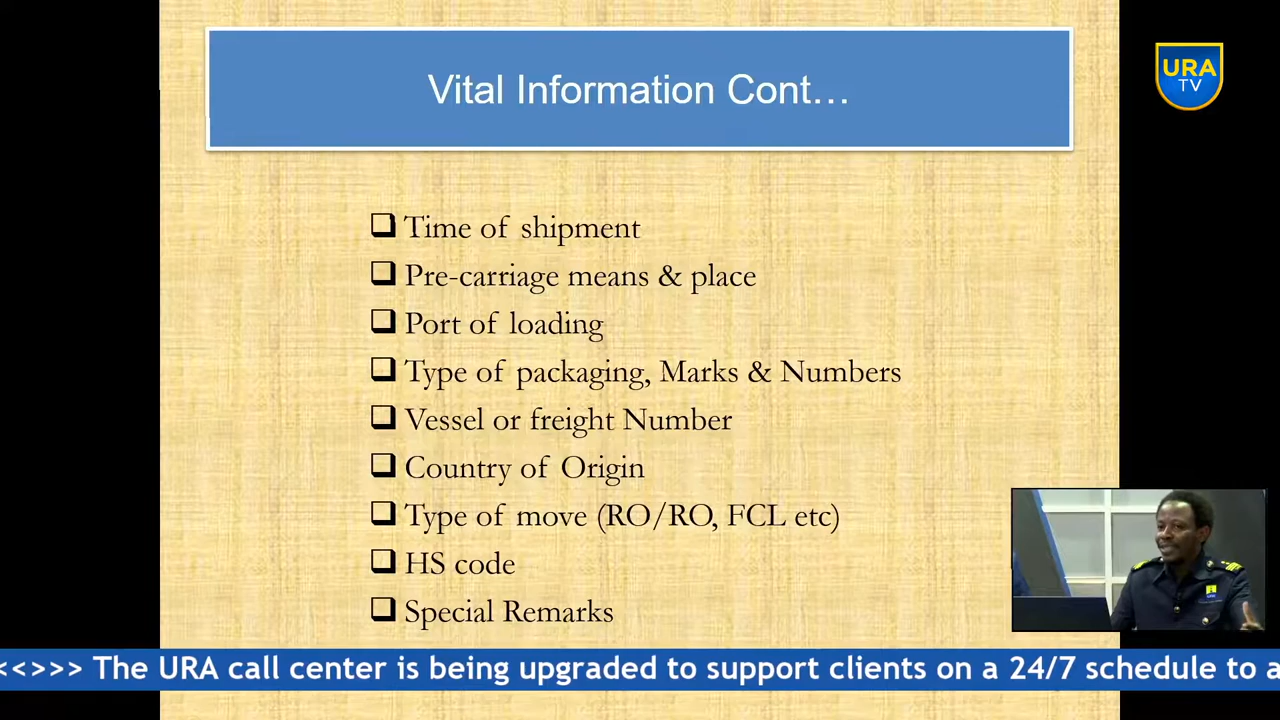 Vital Information Cont...
URA
TV
Time of shipment
Pre-carriage means & place
Port of loading
Type of packaging, Marks & Numbers
Vessel or freight Number
Country of Origin
Type of move (RO/RO, FCL etc)
HS code
Special Remarks
<<>>> The URA call center is being upgraded to support clients on a 24/7 schedule to a